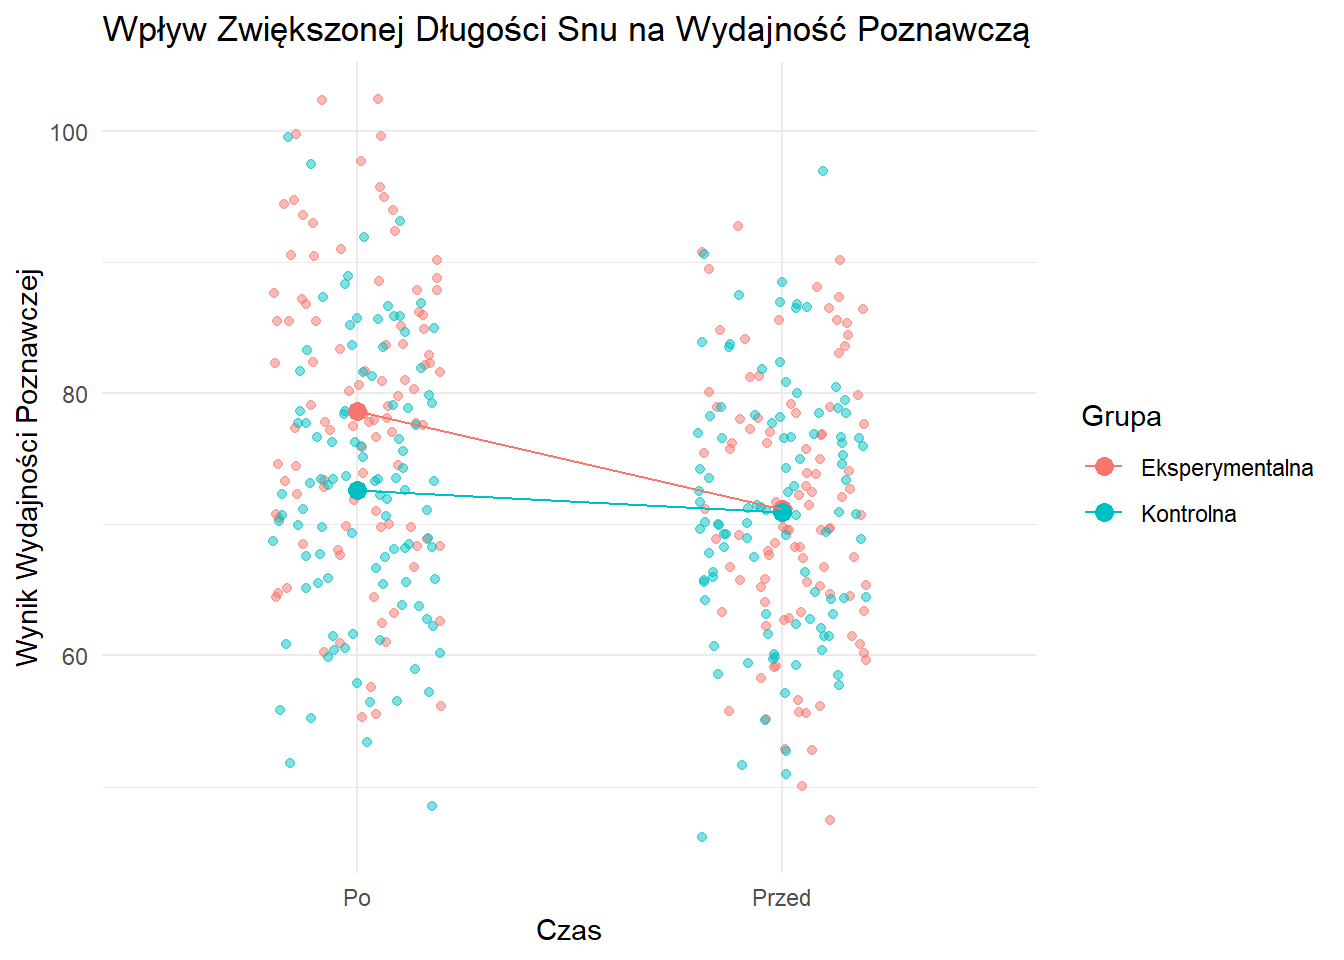 Wpływ Zwiększonej Długości Snu na Wydajność Poznawczą
Wynik Wydajności Poznawczej
100
80
60
Po
Przed
Czas
Grupa
Eksperymentalna
Kontrolna